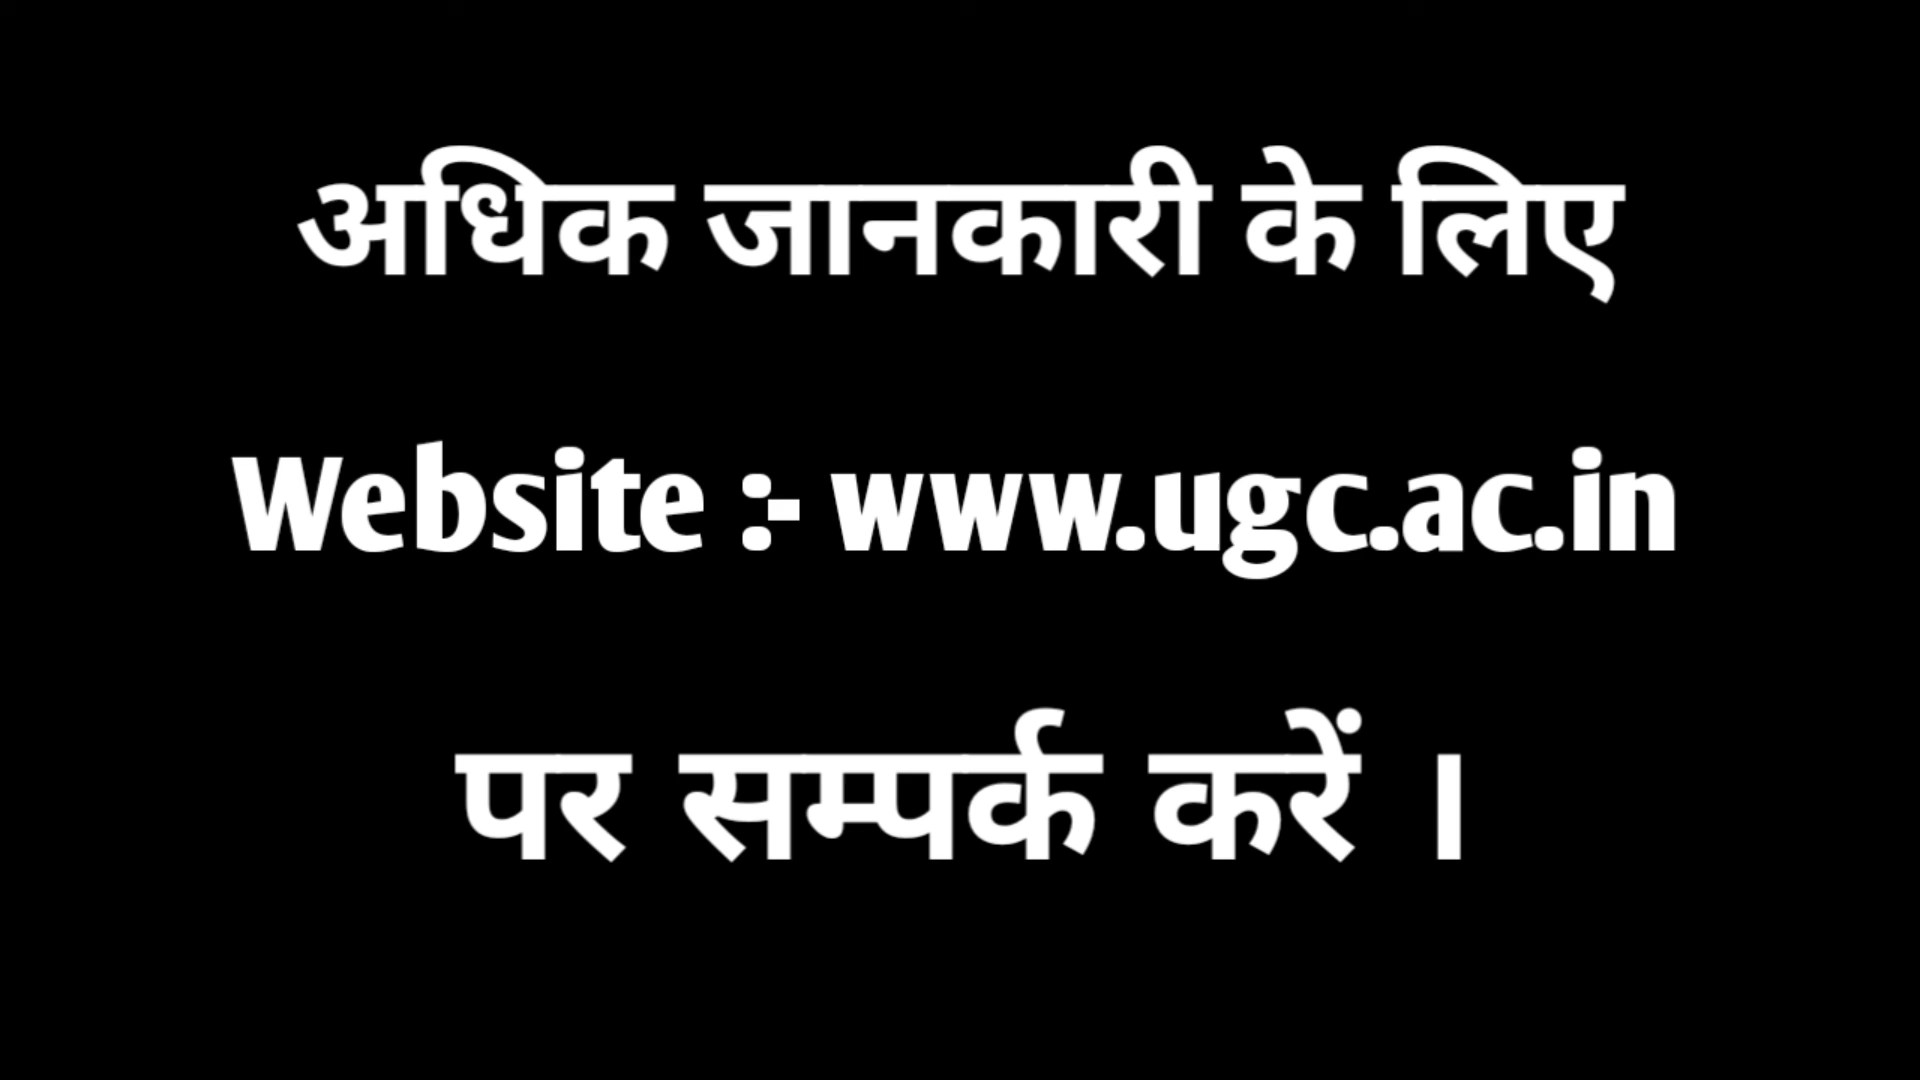 अधिक जानकारी के लिए
Website :- www.ugc.ac.in
पर सम्पर्क करें ।